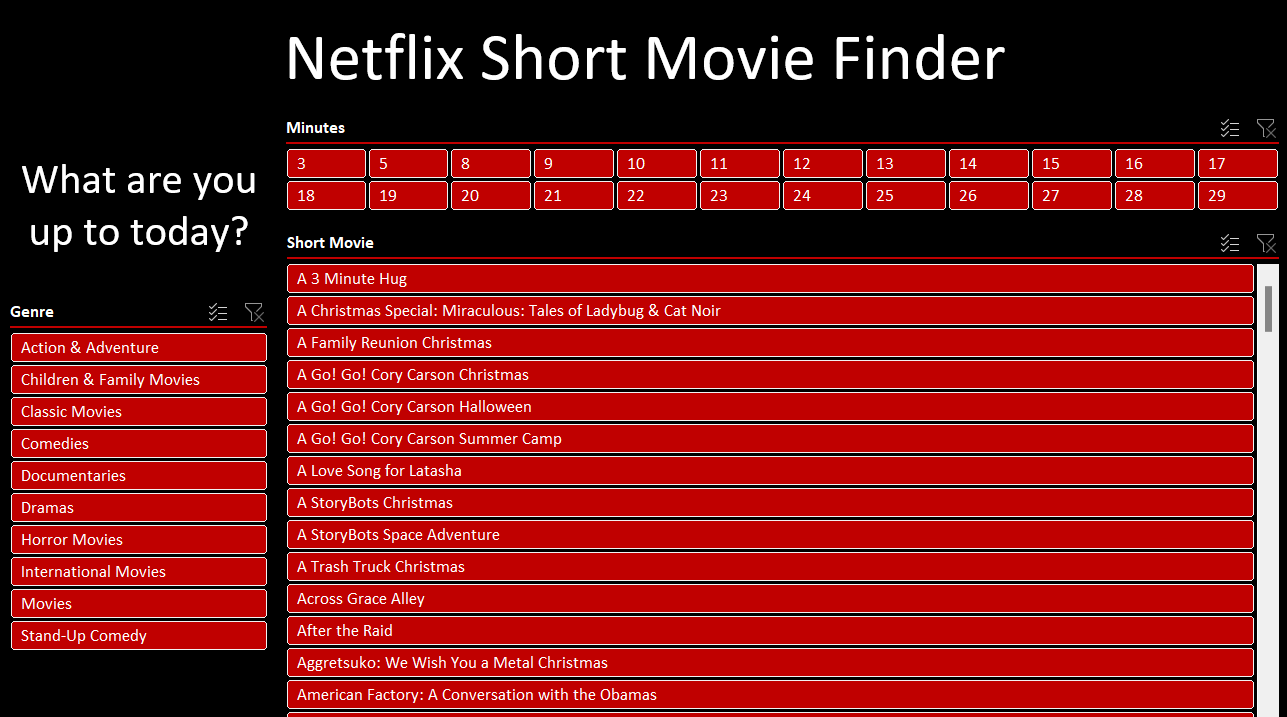 Netflix Short Movie Finder
What are you
up to today?
Minutes
3 5 8 9 10 11 12 13 14 15 16 17
18 19 20 21 22 23 24 25 26 27 28 29
Genre
Action & Adventure
Children & Family Movies
Classic Movies
Comedies
Documentaries
Dramas
Horror Movies
International Movies
Movies
Stand-Up Comedy
Short Movie
A 3 Minute Hug
A Christmas Special: Miraculous: Tales of Ladybug & Cat Noir
A Family Reunion Christmas
A Go! Go! Cory Carson Christmas
A Go! Go! Cory Carson Halloween
A Go! Go! Cory Carson Summer Camp
A Love Song for Latasha
A StoryBots Christmas
A StoryBots Space Adventure
A Trash Truck Christmas
Across Grace Alley
After the Raid
Aggretsuko: We Wish You a Metal Christmas
American Factory: A Conversation with the Obamas